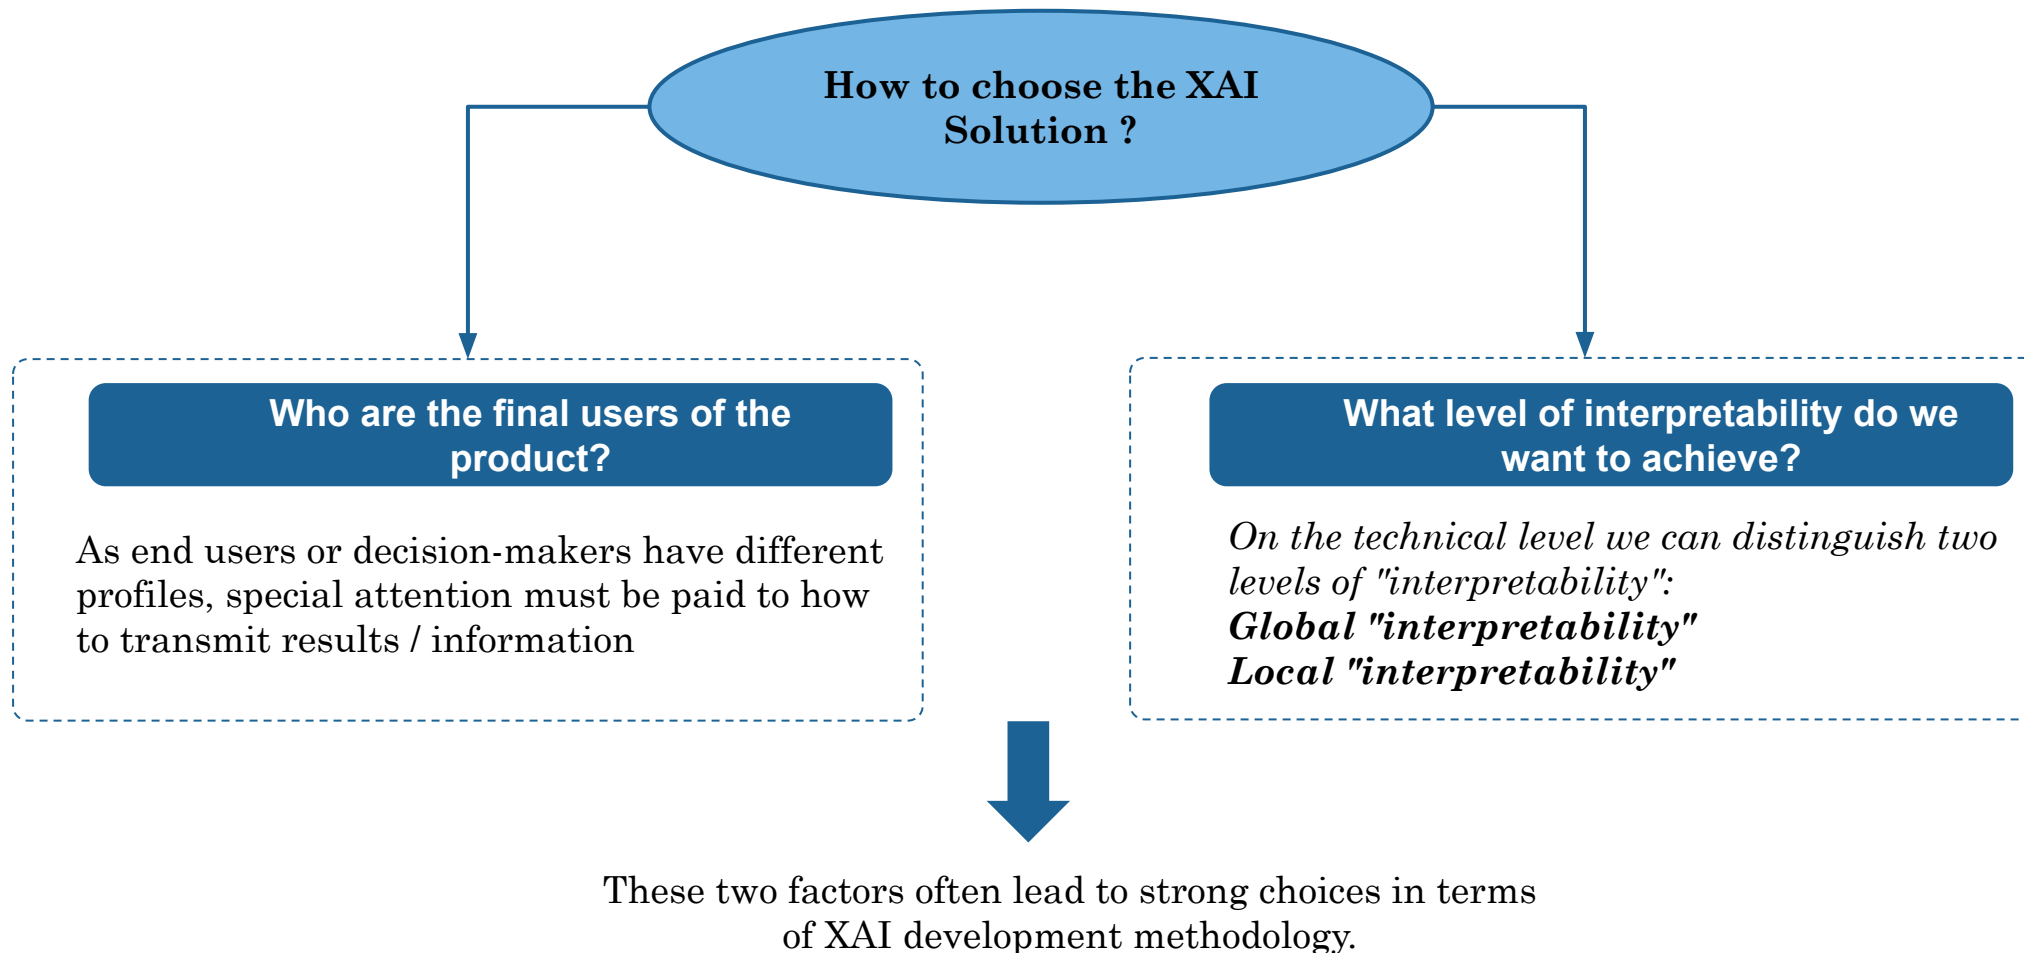 How to choose the XAI
Solution ?
Who are the final users of the
product?
As end users or decision-makers have different
profiles, special attention must be paid to how
to transmit results / information
What level of interpretability do we
want to achieve?
On the technical level we can distinguish two
levels of "interpretability":
Global "interpretability"
Local "interpretability"
These two factors often lead to strong choices in terms
of XAI development methodology.